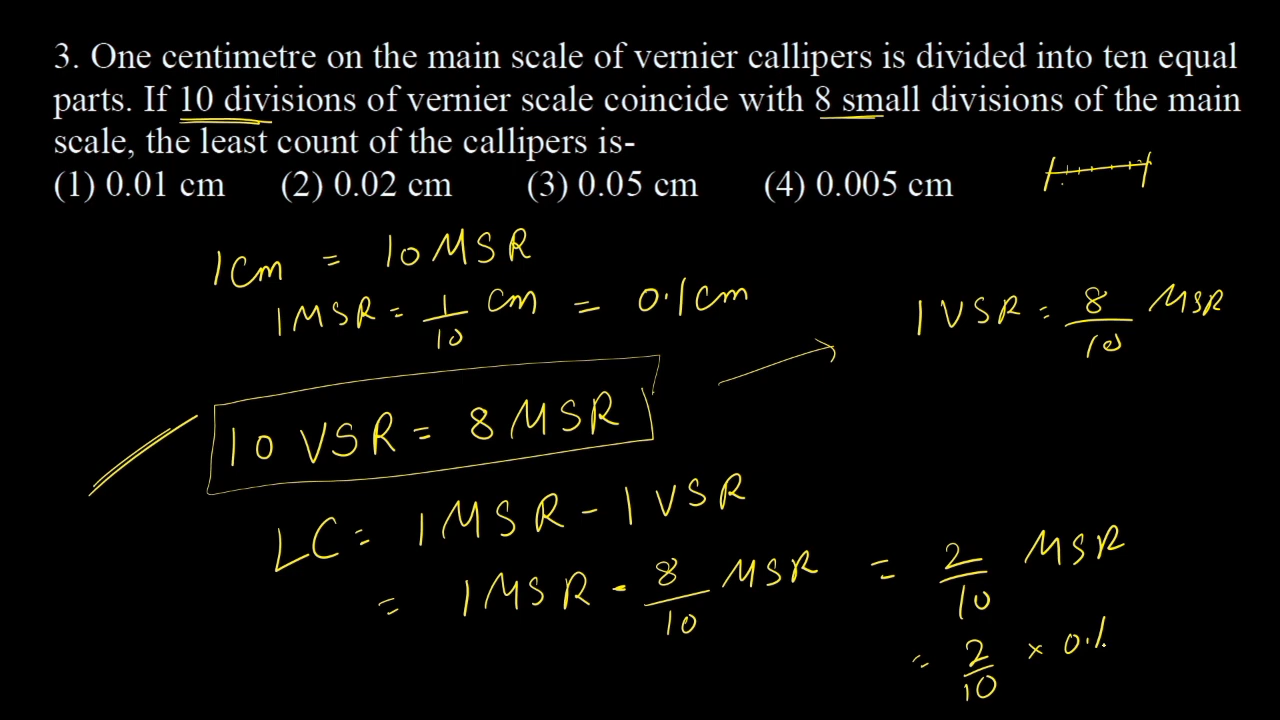 3. One centimetre on the main scale of vernier callipers is divided into ten equal
parts. If 10 divisions of vernier scale coincide with 8 small divisions of the main
scale, the least count of the callipers is-
(1) 0.01 cm (2) 0.02 cm (3) 0.05 cm (4) 0.005 cm
1 cm = 10 MSR
1 MSR = 1/10 cm = 0.1 cm
1 VSR = 8/10 MSR
10 VSR = 8 MSR
LC = 1 MSR - 1 VSR
= 1 MSR - 8/10 MSR = 2/10 MSR
= 2/10 × 0.1